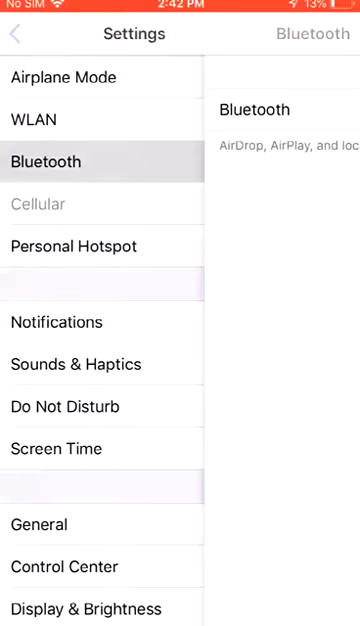 No SIM 2:42 PM 13%
Settings Bluetooth
Airplane Mode
WLAN
Bluetooth
Cellular
Personal Hotspot
Notifications
Sounds & Haptics
Do Not Disturb
Screen Time
General
Control Center
Display & Brightness
Bluetooth
AirDrop, AirPlay, and loc